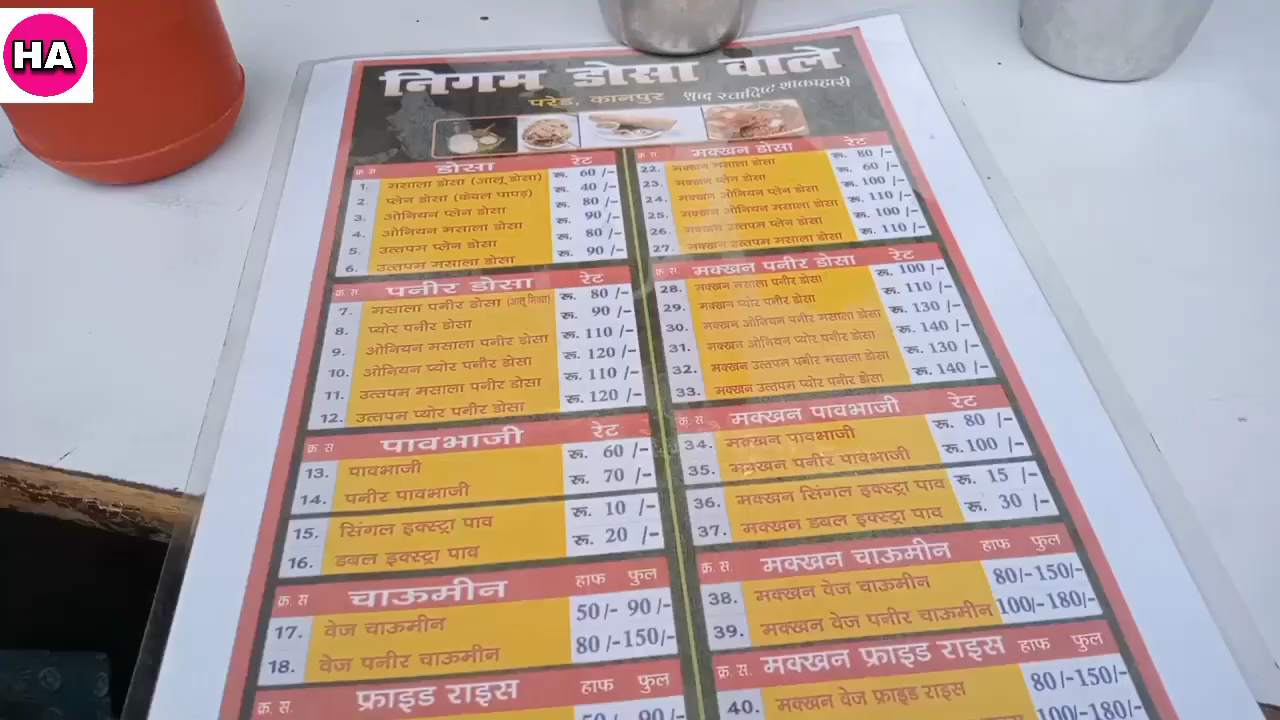 HA
निगम डोसा वाले
परेड, कानपुर शुद्ध स्वादिष्ट शाकाहारी
क्र स डोसा रेट
1. मसाला डोसा (आलू डोसा) रू. 60 /-
2. प्लेन डोसा (केवल पापड़) रू. 40 /-
3. ओनियन प्लेन डोसा रू. 80 /-
4. ओनियन मसाला डोसा रू. 90 /-
5. उत्तपम प्लेन डोसा रू. 80 /-
6. उत्तपम मसाला डोसा रू. 90 /-
क्र स. पनीर डोसा रेट
7. मसाला पनीर डोसा (आलू मिक्स) रू. 80 /-
8. प्योर पनीर डोसा रू. 90 /-
9. ओनियन मसाला पनीर डोसा रू. 110 /-
10. ओनियन प्योर पनीर डोसा रू. 120 /-
11. उत्तपम मसाला पनीर डोसा रू. 110 /-
12. उत्तपम प्योर पनीर डोसा रू. 120 /-
क्र स. पावभाजी रेट
13. पावभाजी रू. 60 /-
14. पनीर पावभाजी रू. 70 /-
15. सिंगल इक्स्ट्रा पाव रू. 10 /-
16. डबल इक्स्ट्रा पाव रू. 20 /-
क्र. स चाऊमीन हाफ फुल
17. वेज चाऊमीन 50/- 90/-
18. वेज पनीर चाऊमीन 80/-150/-
क्र. स. फ्राइड राइस हाफ फुल
50/- 90/-
क्र स मक्खन डोसा रेट
22. मक्खन मसाला डोसा रू. 80 /-
23. मक्खन प्लेन डोसा रू. 60 /-
24. मक्खन ओनियन प्लेन डोसा रू. 100 /-
25. मक्खन ओनियन मसाला डोसा रू. 110 /-
26. मक्खन उत्तपम प्लेन डोसा रू. 100 /-
27. मक्खन उत्तपम मसाला डोसा रू. 110 /-
क्र स. मक्खन पनीर डोसा रेट
28. मक्खन मसाला पनीर डोसा रू. 100 /-
29. मक्खन प्योर पनीर डोसा रू. 110 /-
30. मक्खन ओनियन पनीर मसाला डोसा रू. 130 /-
31. मक्खन ओनियन प्योर पनीर डोसा रू. 140 /-
32. मक्खन उत्तपम पनीर मसाला डोसा रू. 130 /-
33. मक्खन उत्तपम प्योर पनीर डोसा रू. 140 /-
क्र. स. मक्खन पावभाजी रेट
34. मक्खन पावभाजी रू. 80 /-
35. मक्खन पनीर पावभाजी रू. 100 /-
36. मक्खन सिंगल इक्स्ट्रा पाव रू. 15 /-
37. मक्खन डबल इक्स्ट्रा पाव रू. 30 /-
क्र. स. मक्खन चाऊमीन हाफ फुल
38. मक्खन वेज चाऊमीन 80/-150/-
39. मक्खन वेज पनीर चाऊमीन 100/-180/-
क्र. स. मक्खन फ्राइड राइस हाफ फुल
40. मक्खन वेज फ्राइड राइस 80/-150/-
100/-180/-